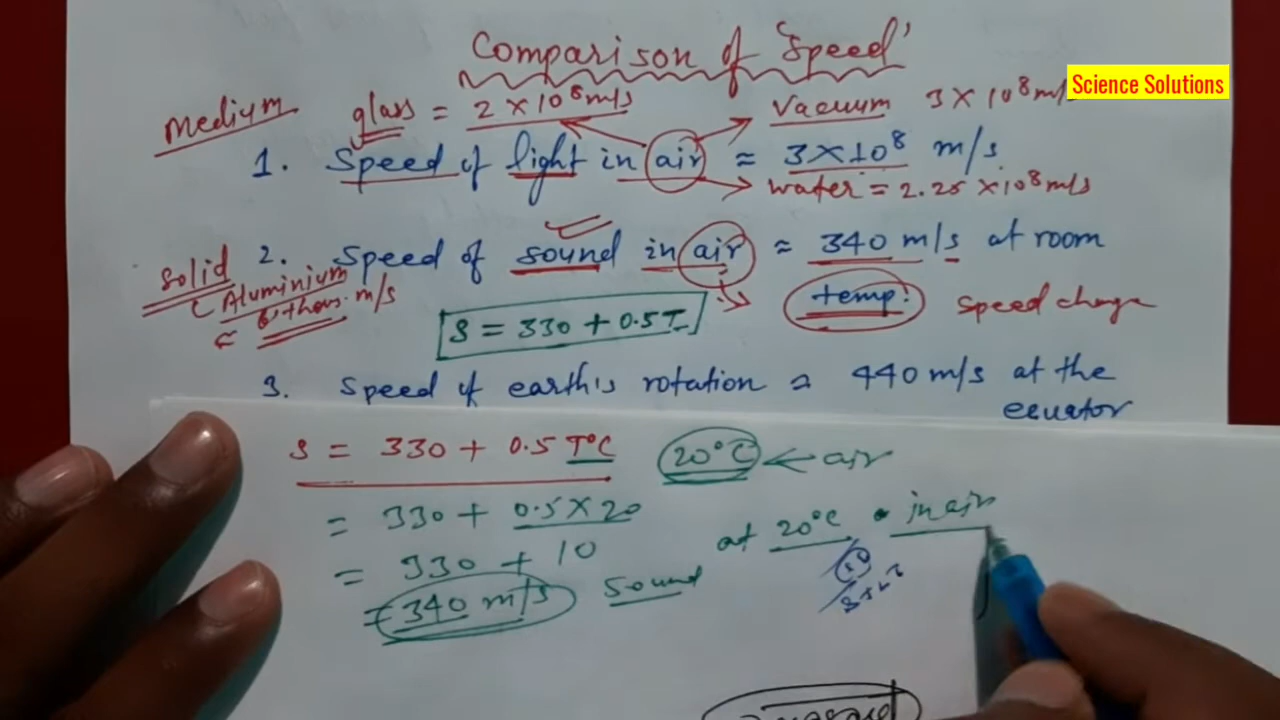 Comparison of 'Speed'
Science Solutions
Medium glass = 2 × 10⁸ m/s Vacuum 3 × 10⁸ m/s
1. Speed of light in air ≈ 3×10⁸ m/s
water = 2.25 × 10⁸ m/s
2. Speed of sound in air ≈ 340 m/s at room
solid temp. Speed change
(Aluminium
≈ m/s
S = 330 + 0.5 T
3. Speed of earth's rotation ≈ 440 m/s at the
equator
S = 330 + 0.5 T°C 20°C ← air
= 330 + 0.5 × 20
at 20°C in air
= 330 + 10
= 340 m/s Sound